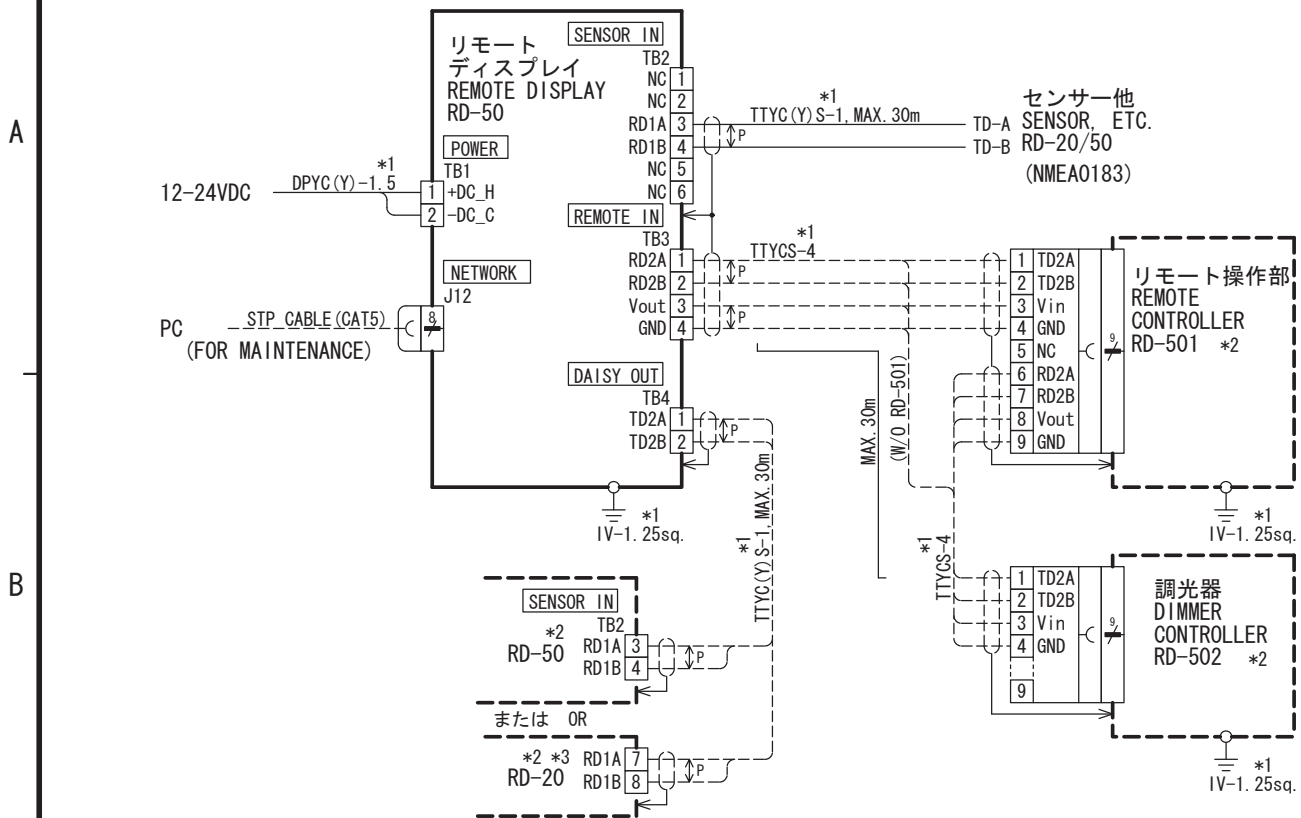 A
B
リモート
ディスプレイ
REMOTE DISPLAY
RD-50
SENSOR IN
TB2
NC 1
NC 2
RD1A 3
RD1B 4
NC 5
NC 6
*1
TTYC(Y)S-1, MAX. 30m
P
TD-A
TD-B
センサー他
SENSOR, ETC.
RD-20/50
(NMEA0183)
POWER
TB1
1 +DC_H
2 -DC_C
12-24VDC
*1
DPYC(Y)-1.5
REMOTE IN
TB3
RD2A 1
RD2B 2
Vout 3
GND 4
*1
TTYCS-4
P
P
NETWORK
J12
8
PC
(FOR MAINTENANCE)
STP CABLE(CAT5)
DAISY OUT
TB4
TD2A 1
TD2B 2
P
*1
TTYC(Y)S-1, MAX. 30m
*1
IV-1.25sq.
MAX. 30m
(W/O RD-501)
*1
TTYCS-4
1 TD2A
2 TD2B
3 Vin
4 GND
5 NC
6 RD2A
7 RD2B
8 Vout
9 GND
9
リモート操作部
REMOTE
CONTROLLER
RD-501 *2
*1
IV-1.25sq.
1 TD2A
2 TD2B
3 Vin
4 GND
9
9
調光器
DIMMER
CONTROLLER
RD-502 *2
*1
IV-1.25sq.
SENSOR IN
TB2
*2
RD-50
RD1A 3
RD1B 4
P
または OR
*2 *3
RD-20
RD1A 7
RD1B 8
P